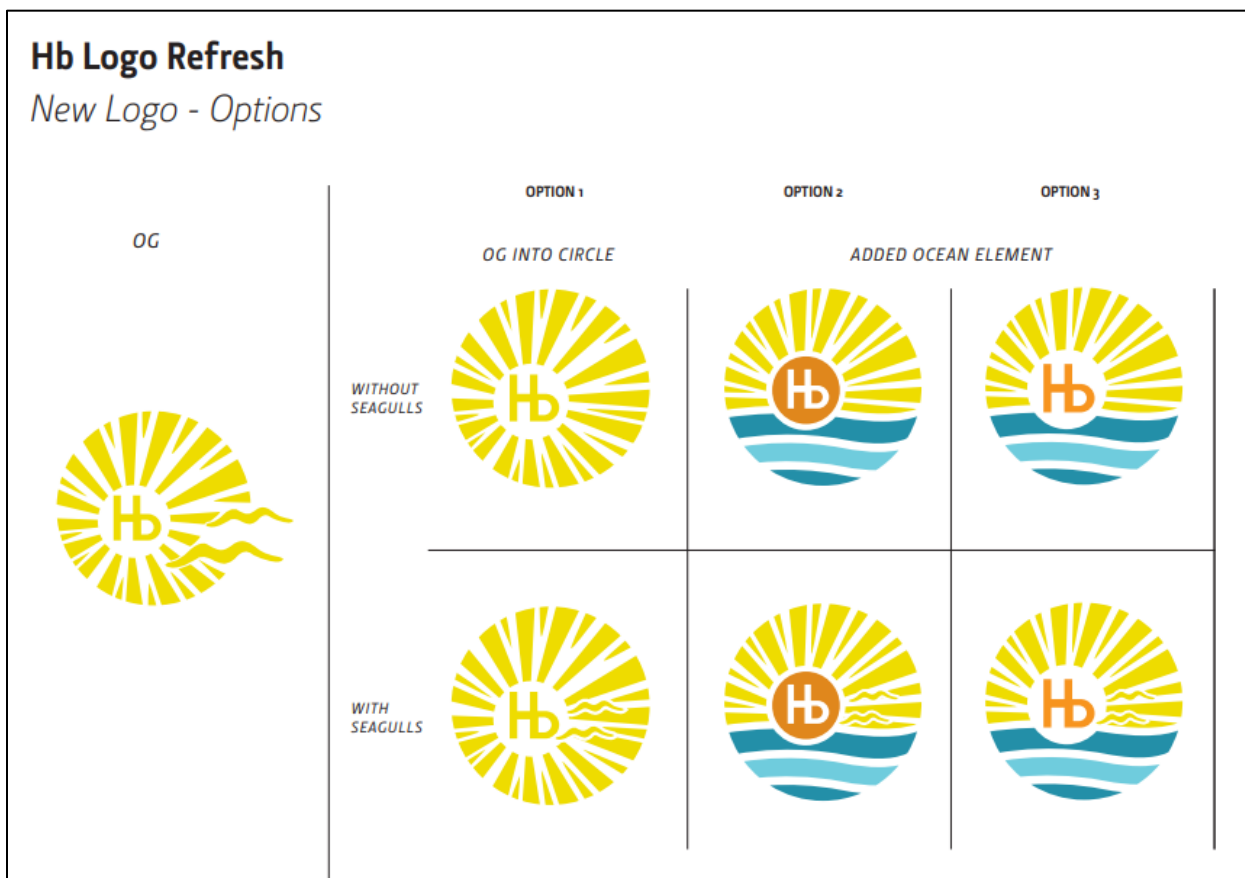 Hb Logo Refresh
New Logo - Options
OG
OPTION 1
OPTION 2
OPTION 3
OG INTO CIRCLE
ADDED OCEAN ELEMENT
WITHOUT
SEAGULLS
WITH
SEAGULLS
Hb
Hb
Hb
Hb
Hb
Hb
Hb